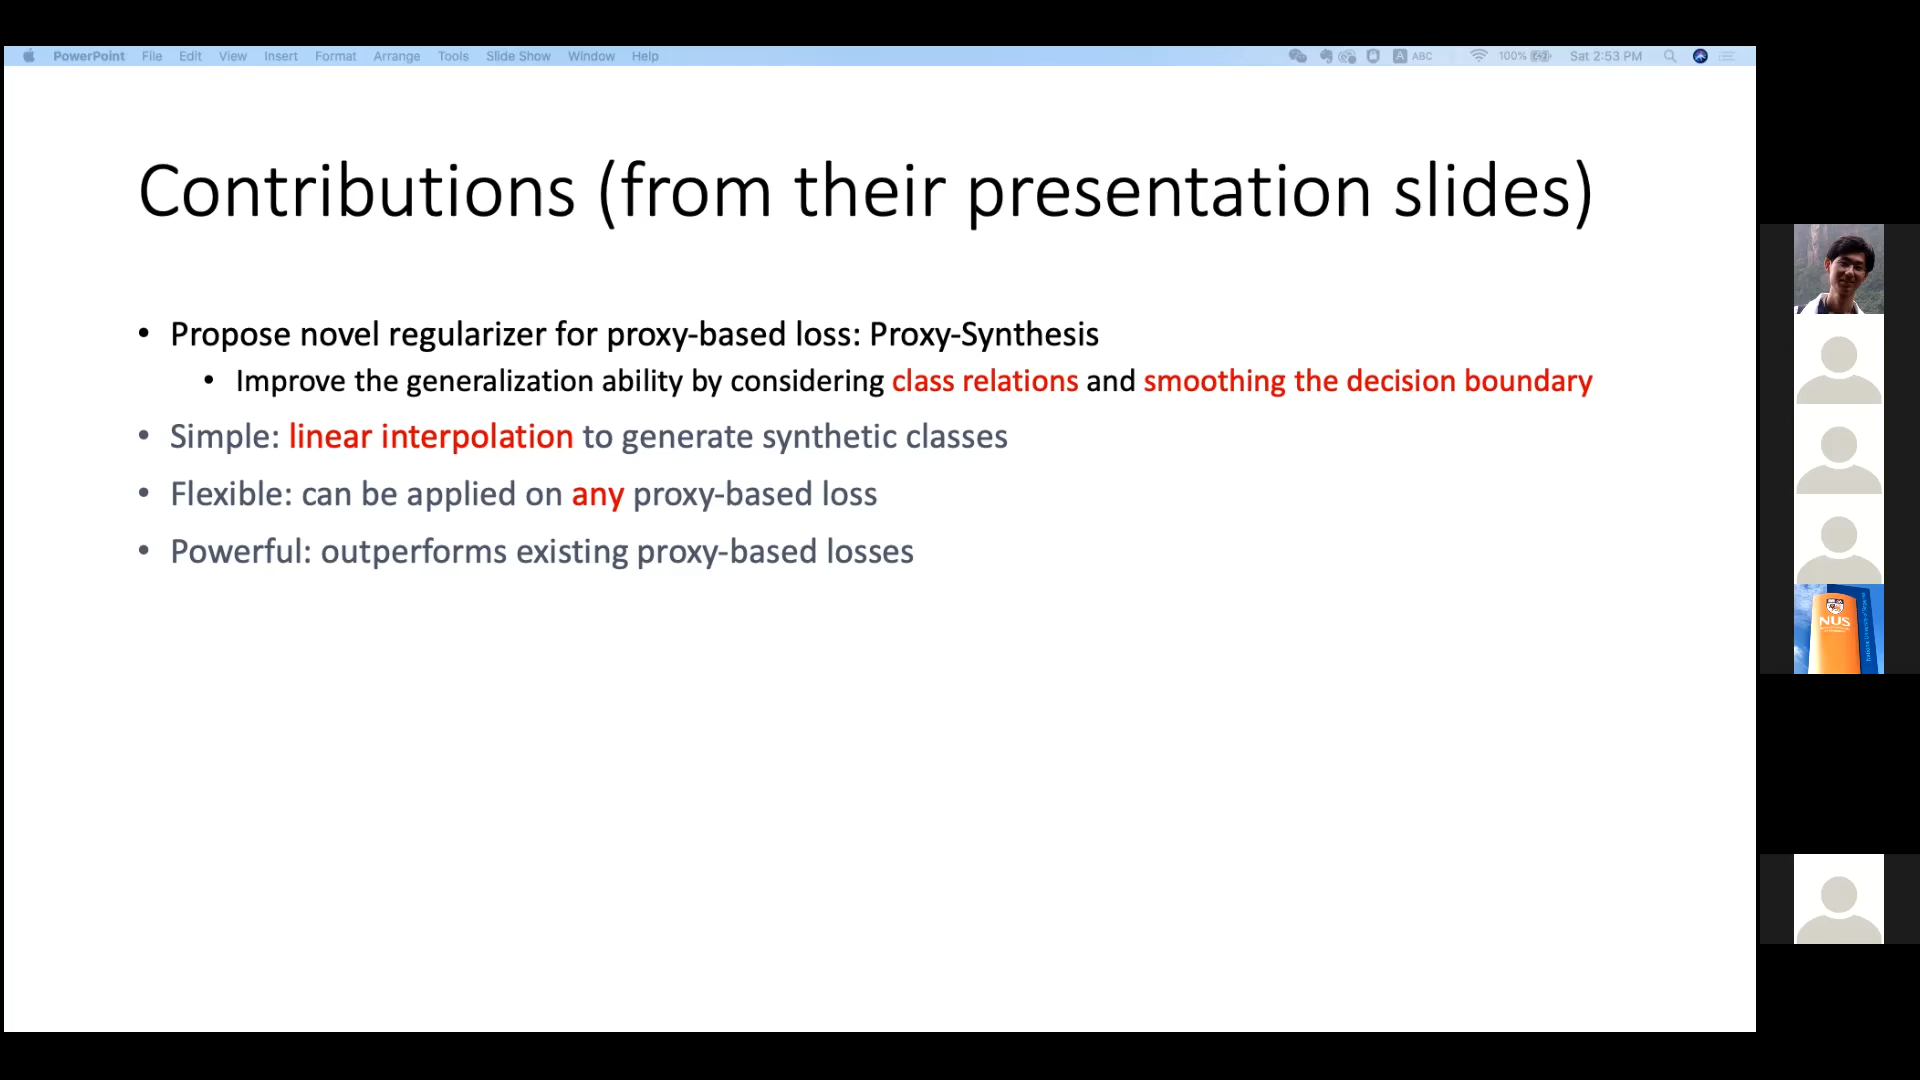 PowerPoint File Edit View Insert Format Arrange Tools Slide Show Window Help A ABC 100% Sat 2:53 PM
Contributions (from their presentation slides)
• Propose novel regularizer for proxy-based loss: Proxy-Synthesis
• Improve the generalization ability by considering class relations and smoothing the decision boundary
• Simple: linear interpolation to generate synthetic classes
• Flexible: can be applied on any proxy-based loss
• Powerful: outperforms existing proxy-based losses
NUS